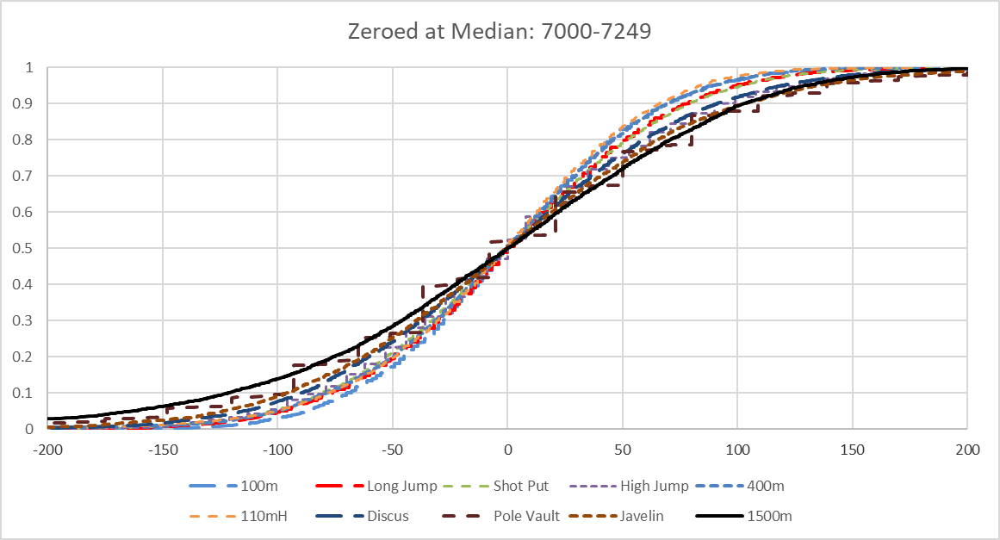 Zeroed at Median: 7000-7249
1
0.9
0.8
0.7
0.6
0.5
0.4
0.3
0.2
0.1
0
-200 -150 -100 -50 0 50 100 150 200
100m Long Jump Shot Put High Jump 400m
110mH Discus Pole Vault Javelin 1500m